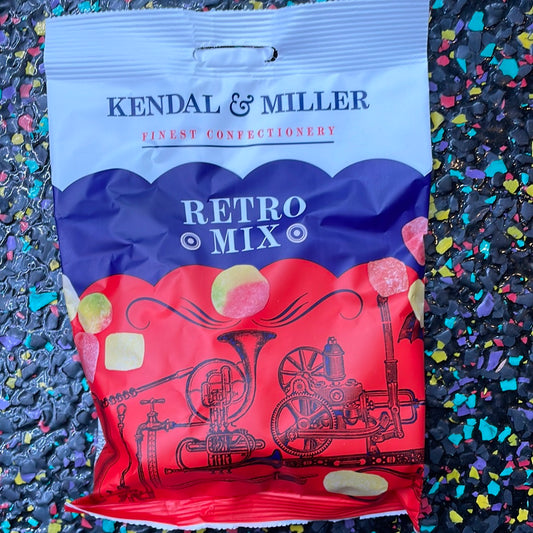 KENDAL & MILLER
FINEST CONFECTIONERY
RETRO
MIX